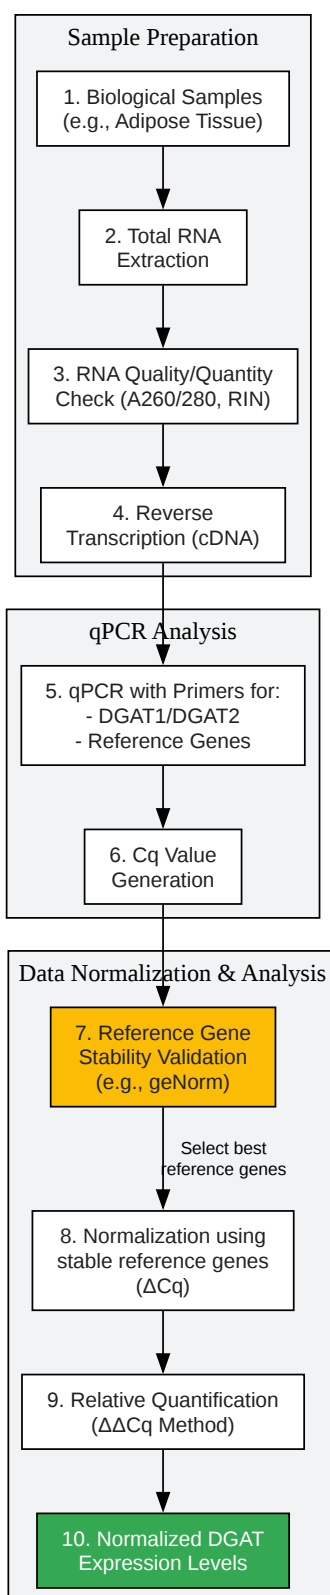 Sample Preparation
1. Biological Samples
(e.g., Adipose Tissue)
2. Total RNA
Extraction
3. RNA Quality/Quantity
Check (A260/280, RIN)
4. Reverse
Transcription (cDNA)
qPCR Analysis
5. qPCR with Primers for:
- DGAT1/DGAT2
- Reference Genes
6. Cq Value
Generation
Data Normalization & Analysis
7. Reference Gene
Stability Validation
(e.g., geNorm)
Select best
reference genes
8. Normalization using
stable reference genes
(ΔCq)
9. Relative Quantification
(ΔΔCq Method)
10. Normalized DGAT
Expression Levels